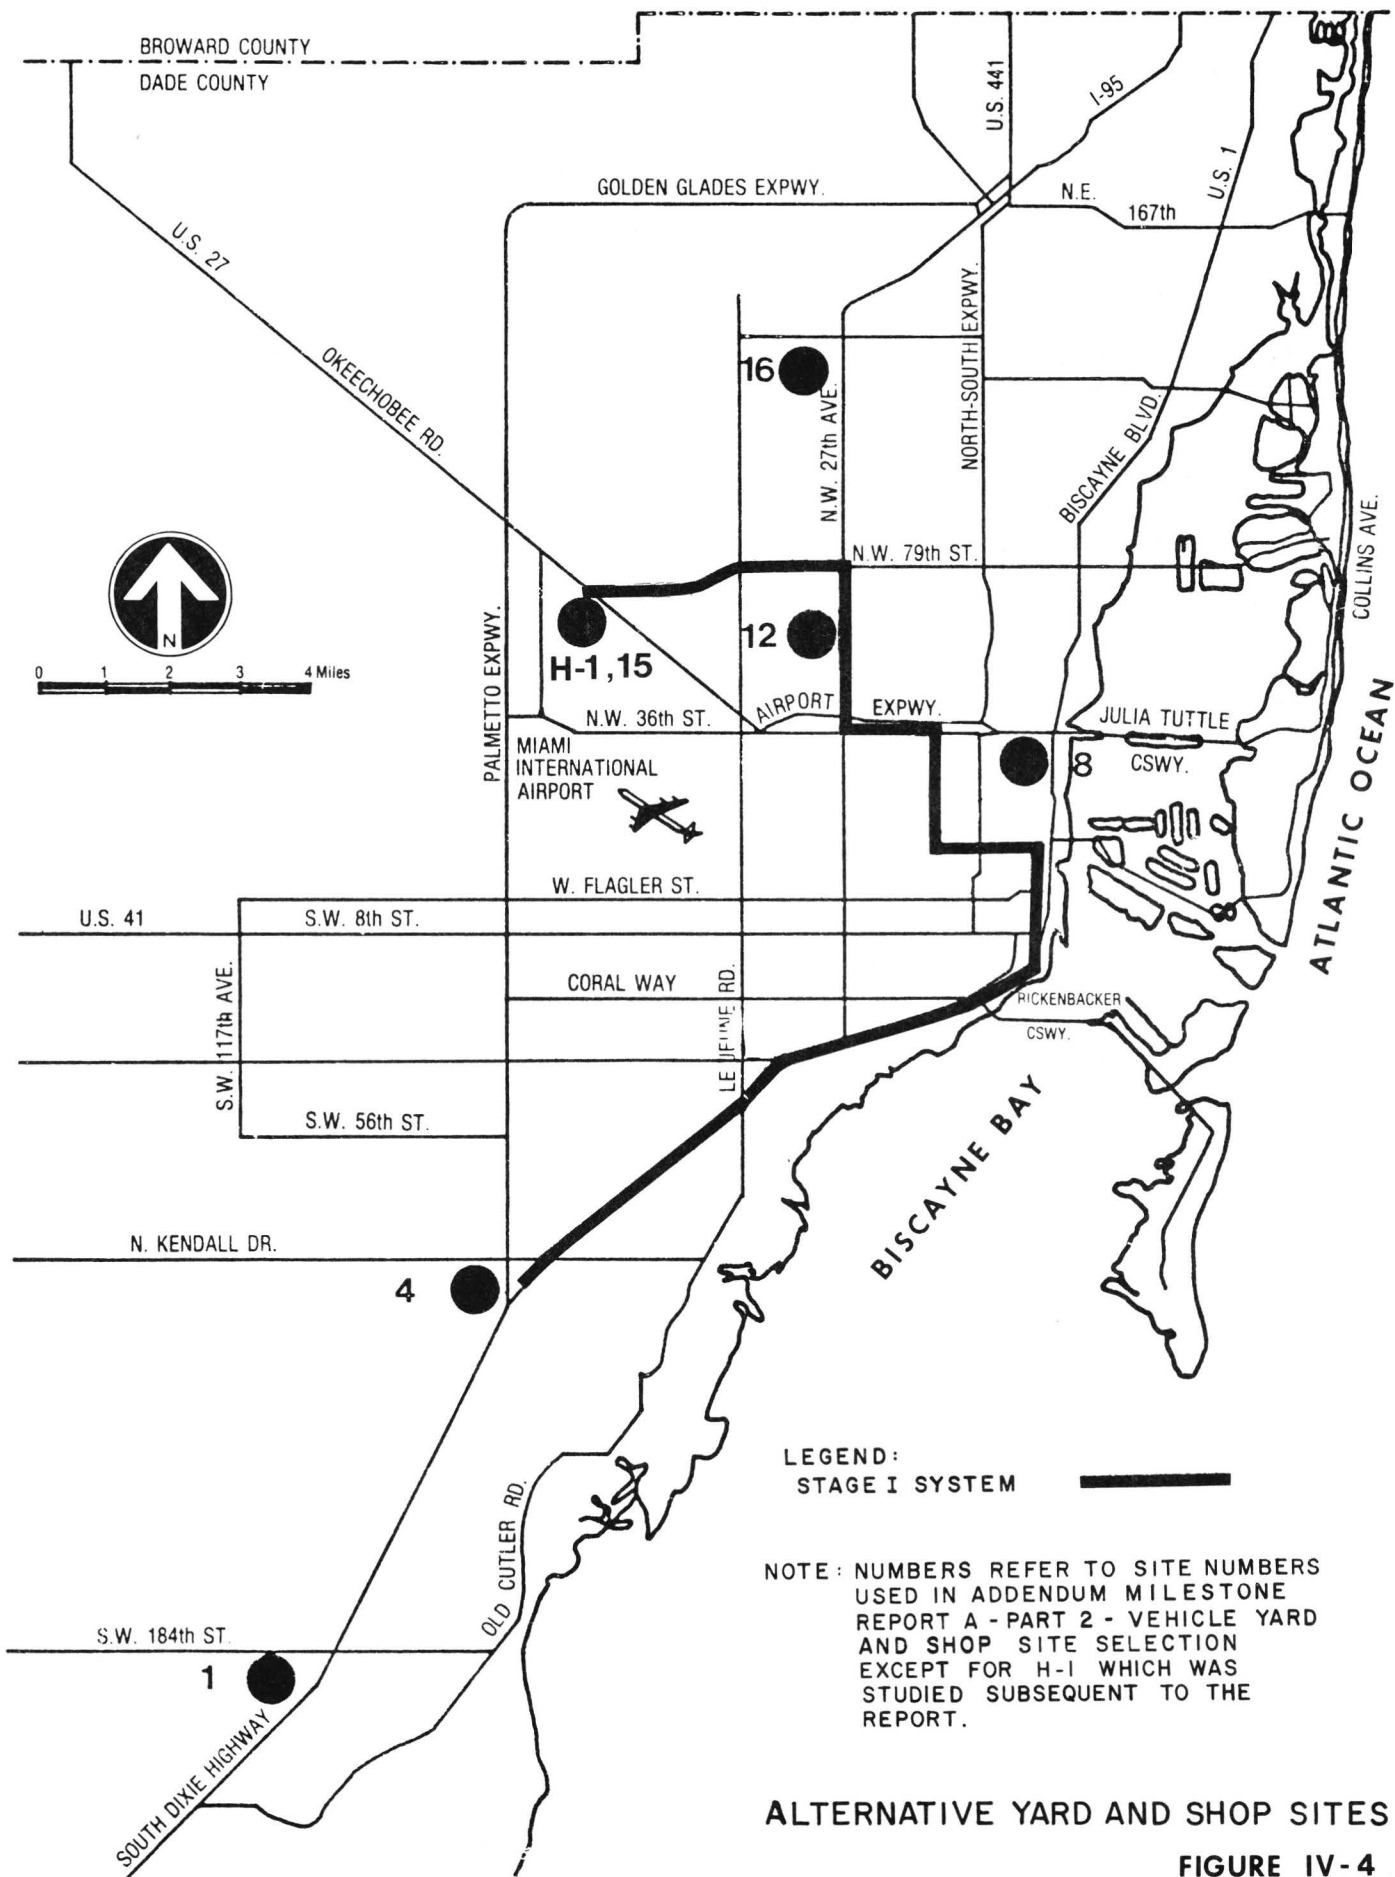 BROWARD COUNTY
DADE COUNTY
U.S. 441
I-95
U.S. 1
GOLDEN GLADES EXPWY.
N.E.
167th
U.S. 27
OKEECHOBEE RD.
16
N.W. 27th AVE.
NORTH-SOUTH EXPWY.
BISCAYNE BLVD.
COLLINS AVE.
N.W. 79th ST.
N
0 1 2 3 4 Miles
PALMETTO EXPWY.
H-1,15
12
AIRPORT
EXPWY.
N.W. 36th ST.
JULIA TUTTLE
CSWY.
8
MIAMI
INTERNATIONAL
AIRPORT
ATLANTIC OCEAN
W. FLAGLER ST.
U.S. 41
S.W. 8th ST.
S.W. 117th AVE.
CORAL WAY
RD.
RICKENBACKER
CSWY.
S.W. 56th ST.
BISCAYNE BAY
N. KENDALL DR.
4
LEGEND:
STAGE I SYSTEM
OLD CUTLER RD.
NOTE: NUMBERS REFER TO SITE NUMBERS
USED IN ADDENDUM MILESTONE
REPORT A - PART 2 - VEHICLE YARD
AND SHOP SITE SELECTION
EXCEPT FOR H-1 WHICH WAS
STUDIED SUBSEQUENT TO THE
REPORT.
S.W. 184th ST.
1
SOUTH DIXIE HIGHWAY
ALTERNATIVE YARD AND SHOP SITES
FIGURE IV-4